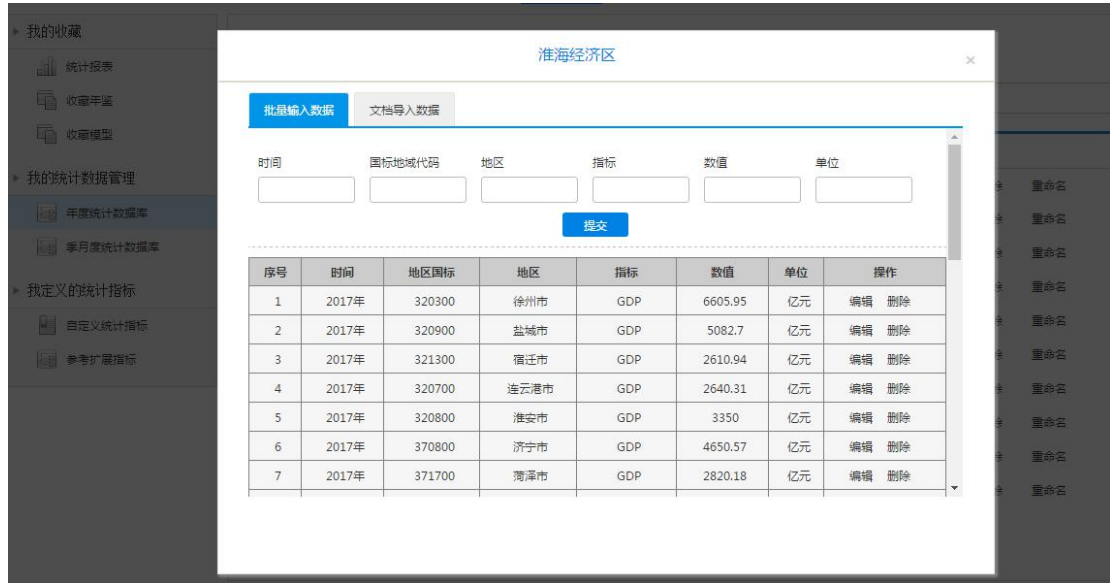 我的收藏
统计报表
收藏年鉴
收藏模型
我的统计数据管理
年度统计数据库
季月度统计数据库
我定义的统计指标
自定义统计指标
参考扩展指标
淮海经济区
×
批量输入数据 文档导入数据
时间 国标地域代码 地区 指标 数值 单位
提交
序号 时间 地区国标 地区 指标 数值 单位 操作
1 2017年 320300 徐州市 GDP 6605.95 亿元 编辑 删除
2 2017年 320900 盐城市 GDP 5082.7 亿元 编辑 删除
3 2017年 321300 宿迁市 GDP 2610.94 亿元 编辑 删除
4 2017年 320700 连云港市 GDP 2640.31 亿元 编辑 删除
5 2017年 320800 淮安市 GDP 3350 亿元 编辑 删除
6 2017年 370800 济宁市 GDP 4650.57 亿元 编辑 删除
7 2017年 371700 菏泽市 GDP 2820.18 亿元 编辑 删除
重命名
重命名
重命名
重命名
重命名
重命名
重命名
重命名
重命名
重命名